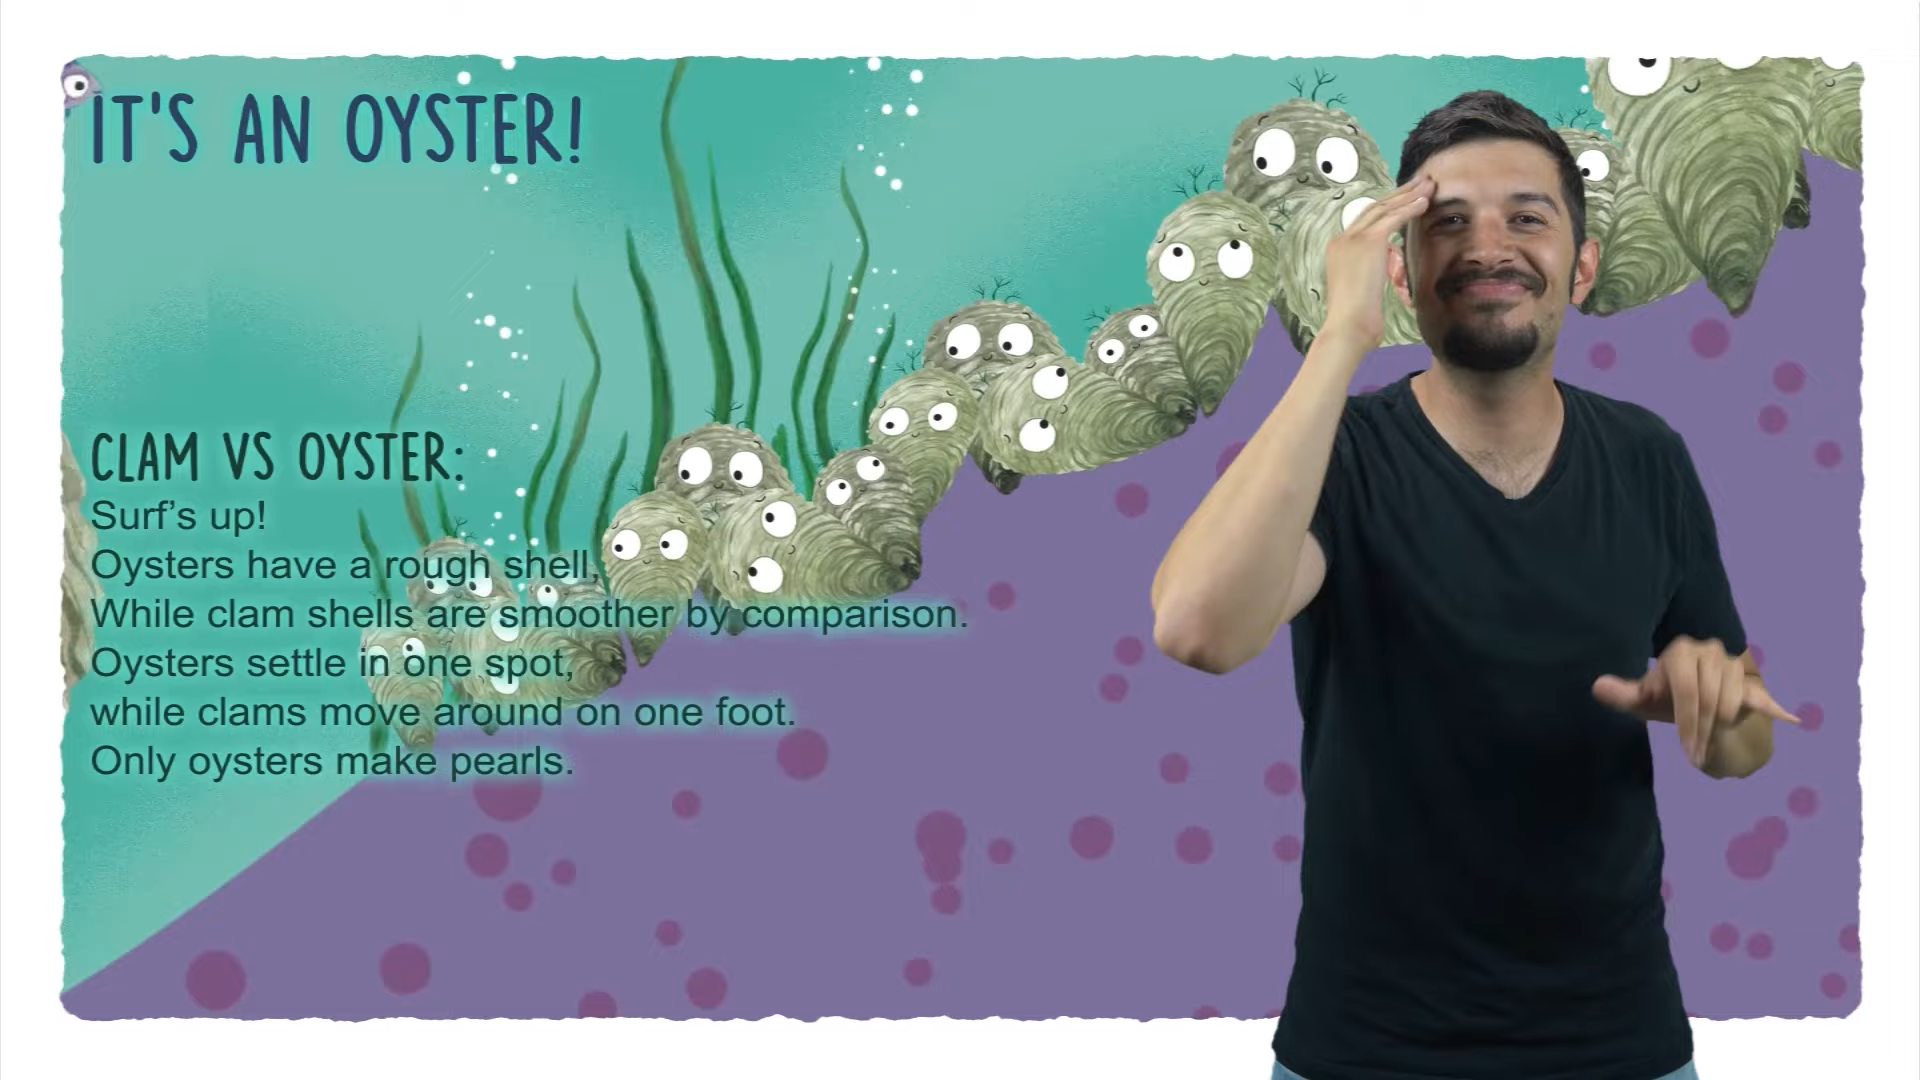 IT'S AN OYSTER!
CLAM VS OYSTER:
Surf’s up!
Oysters have a rough shell,
While clam shells are smoother by comparison.
Oysters settle in one spot,
while clams move around on one foot.
Only oysters make pearls.